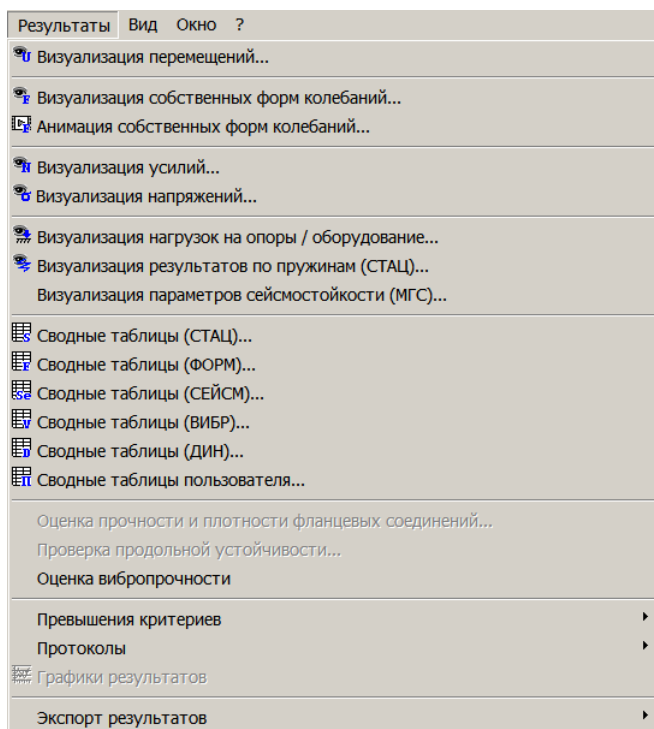 Результаты Вид Окно ?
Визуализация перемещений...
Визуализация собственных форм колебаний...
Анимация собственных форм колебаний...
Визуализация усилий...
Визуализация напряжений...
Визуализация нагрузок на опоры / оборудование...
Визуализация результатов по пружинам (СТАЦ)...
Визуализация параметров сейсмостойкости (МГС)...
Сводные таблицы (СТАЦ)...
Сводные таблицы (ФОРМ)...
Сводные таблицы (СЕЙСМ)...
Сводные таблицы (ВИБР)...
Сводные таблицы (ДИН)...
Сводные таблицы пользователя...
Оценка прочности и плотности фланцевых соединений...
Проверка продольной устойчивости...
Оценка вибропрочности
Превышения критериев
Протоколы
Графики результатов
Экспорт результатов